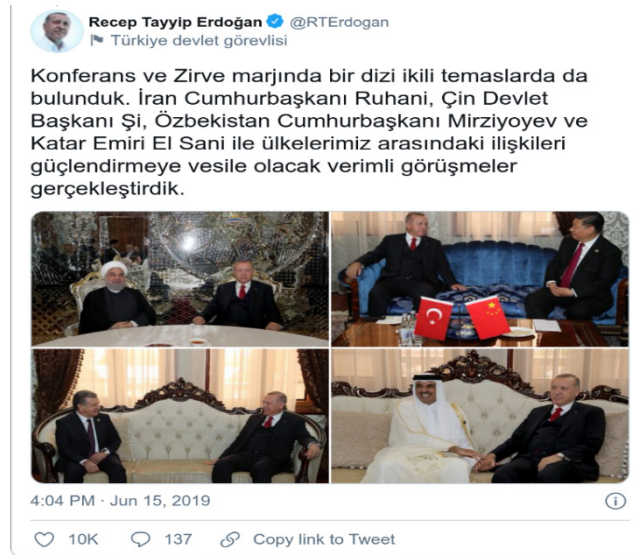 Recep Tayyip Erdoğan @RTErdogan
Türkiye devlet görevlisi
Konferans ve Zirve marjında bir dizi ikili temaslarda da
bulunduk. İran Cumhurbaşkanı Ruhani, Çin Devlet
Başkanı Şi, Özbekistan Cumhurbaşkanı Mirziyoyev ve
Katar Emiri El Sani ile ülkelerimiz arasındaki ilişkileri
güçlendirmeye vesile olacak verimli görüşmeler
gerçekleştirdik.
4:04 PM · Jun 15, 2019
10K 137 Copy link to Tweet